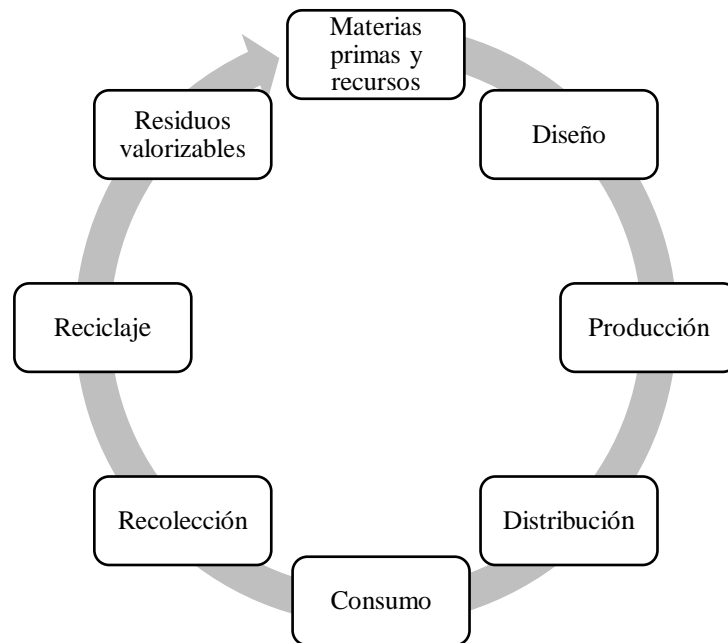 Materias
primas y
recursos
Diseño
Producción
Distribución
Consumo
Recolección
Reciclaje
Residuos
valorizables